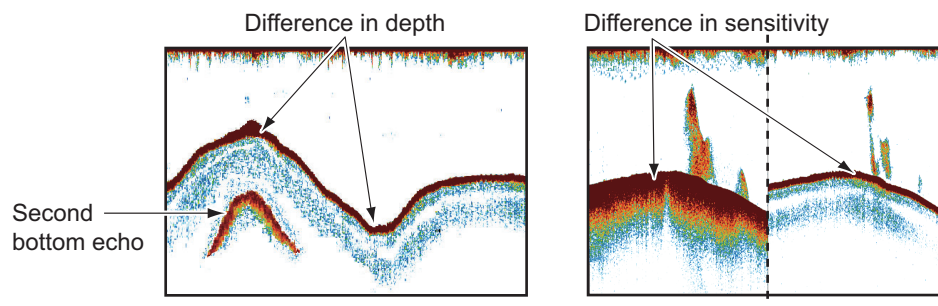 Difference in depth
Difference in sensitivity
Second
bottom echo